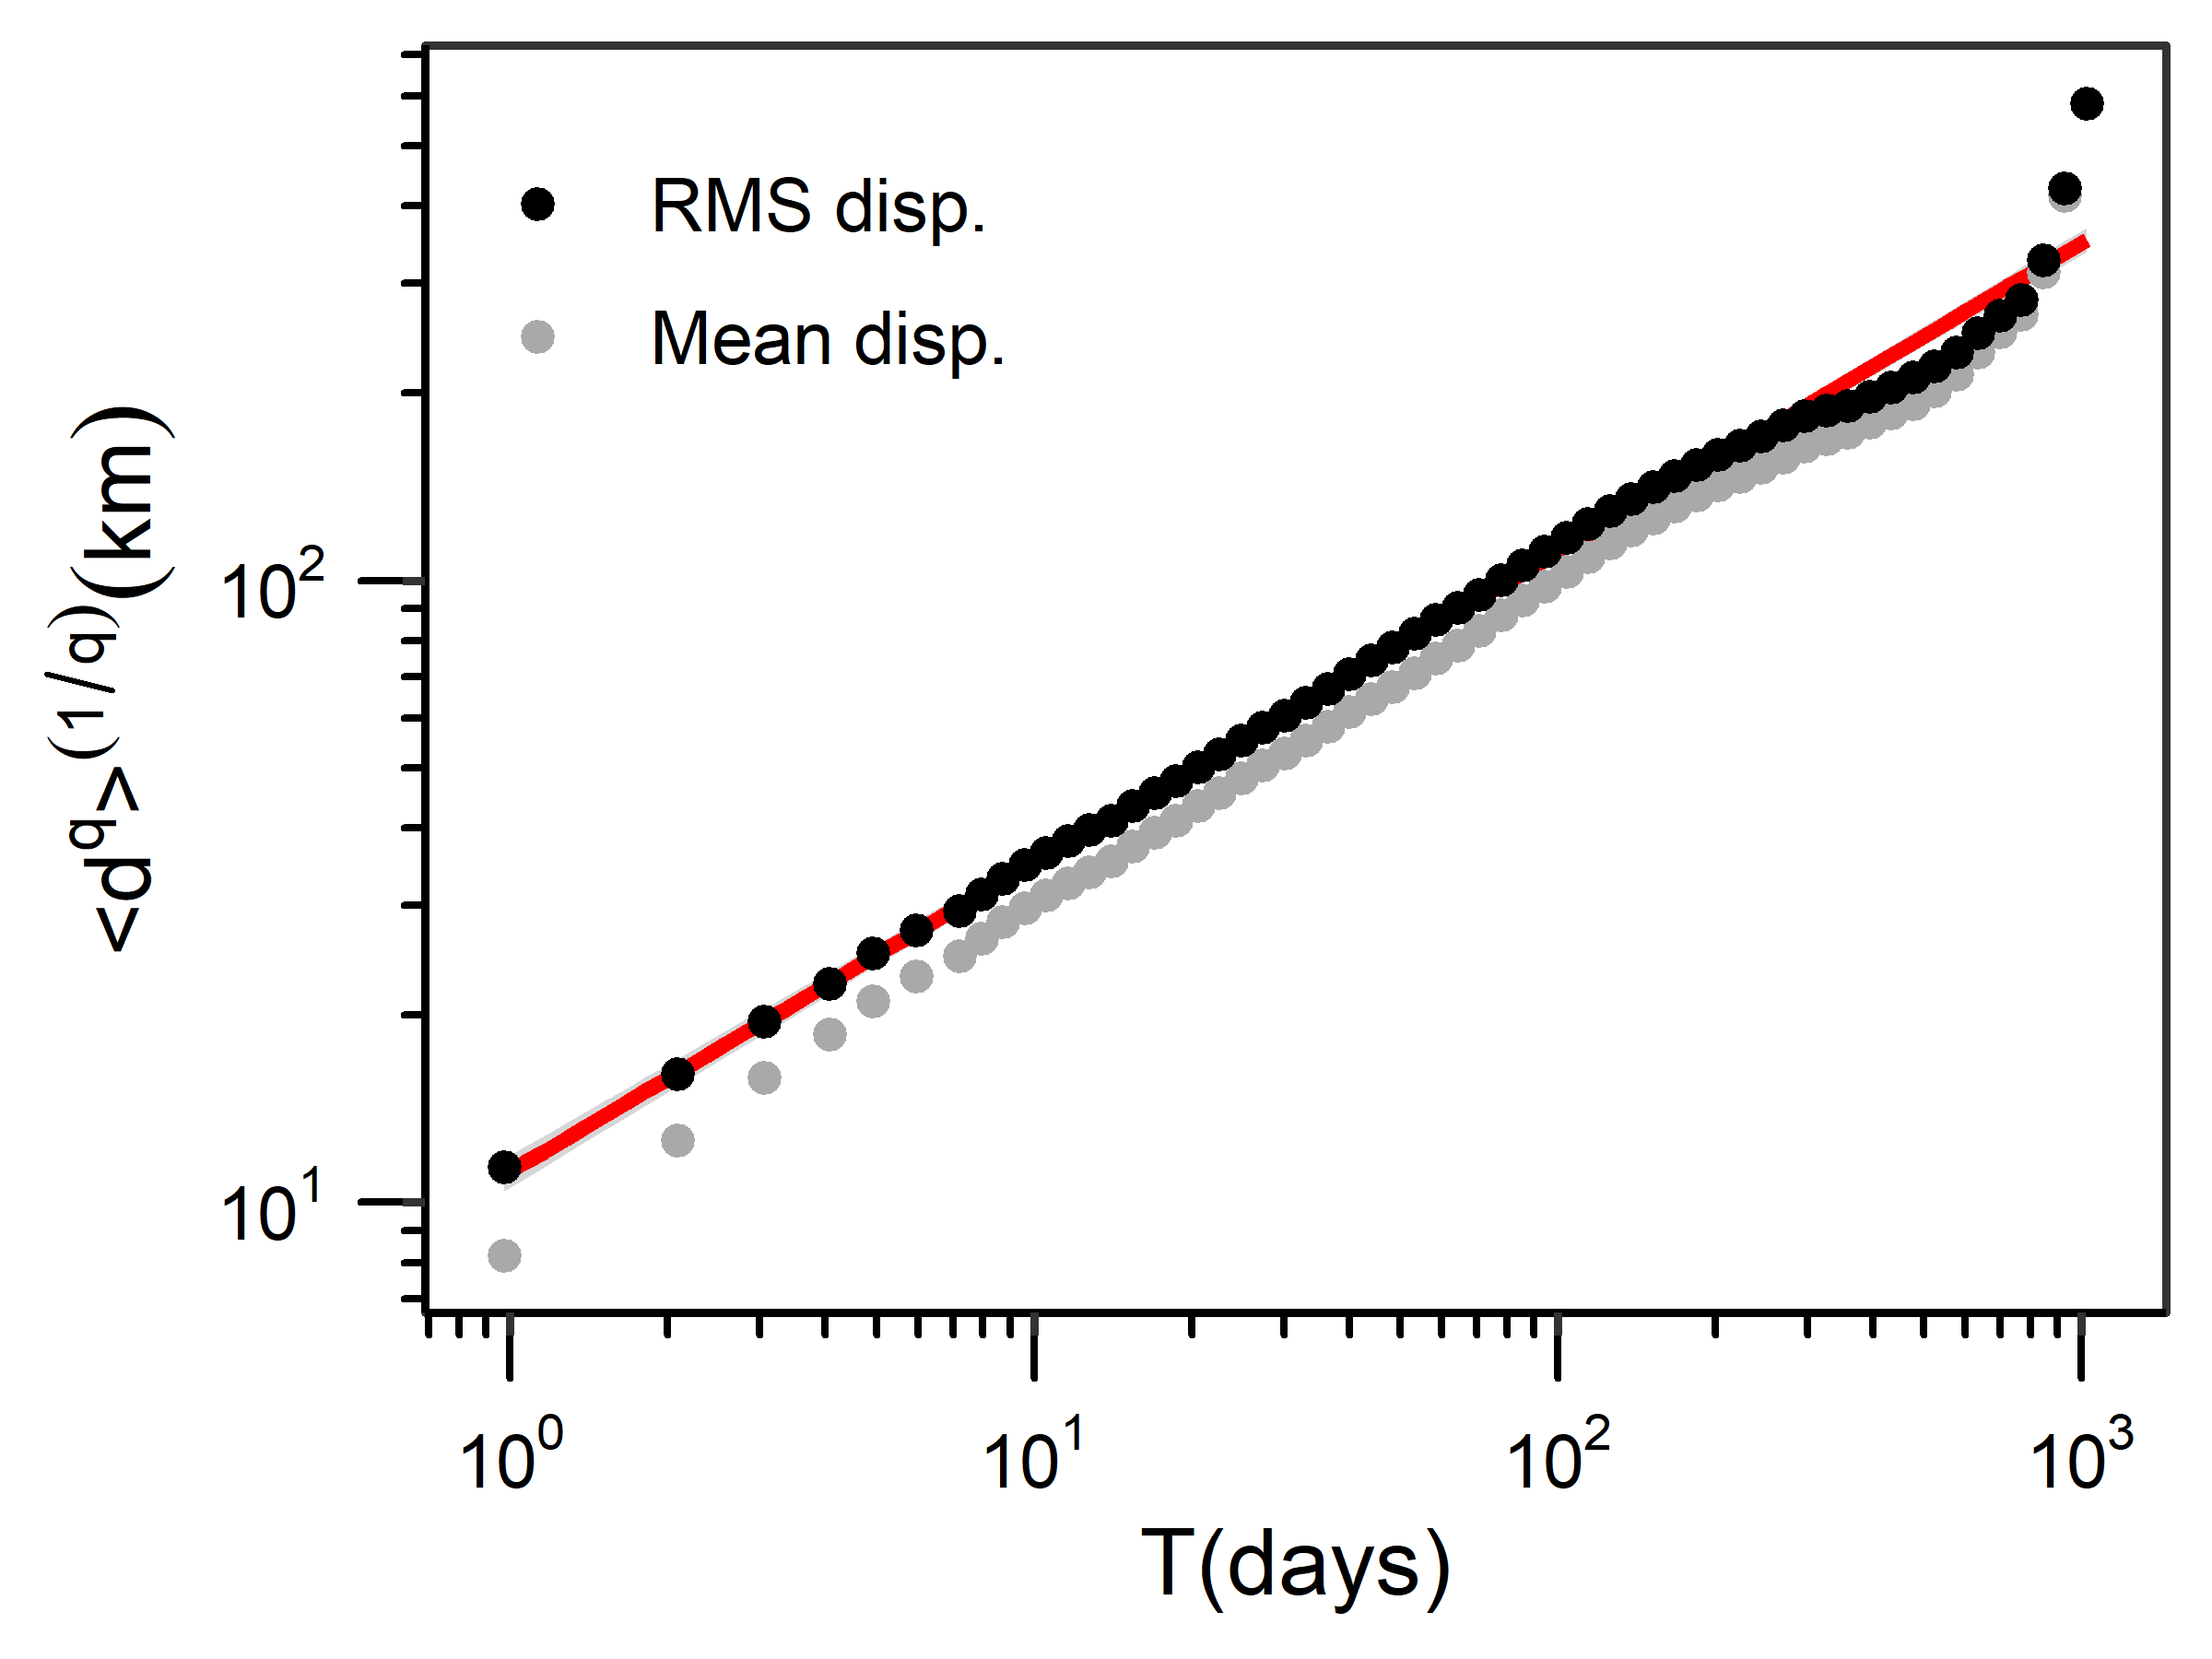 RMS disp.
Mean disp.
<d^q>^(1/q)(km)
10^2
10^1
10^0 10^1 10^2 10^3
T(days)